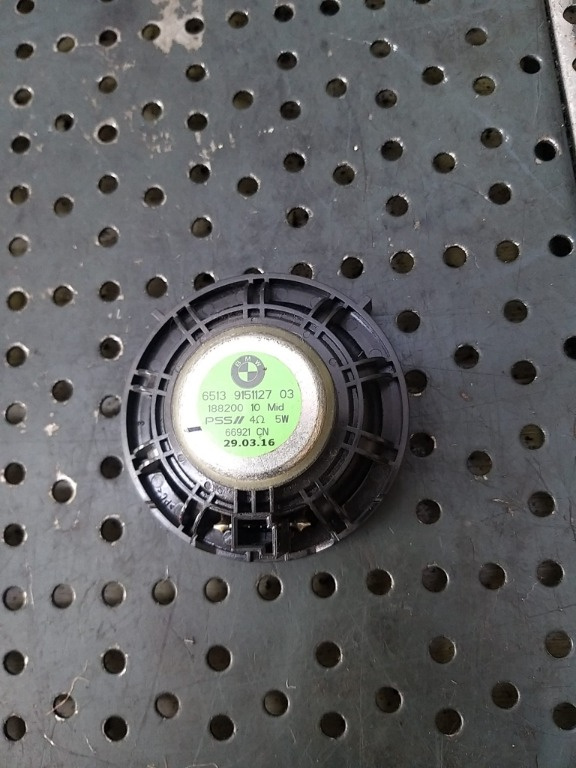 BMW
6513 9151127 03
188200 10 Mid
PSS// 4Ω 5W
66921 CN
29.03.16